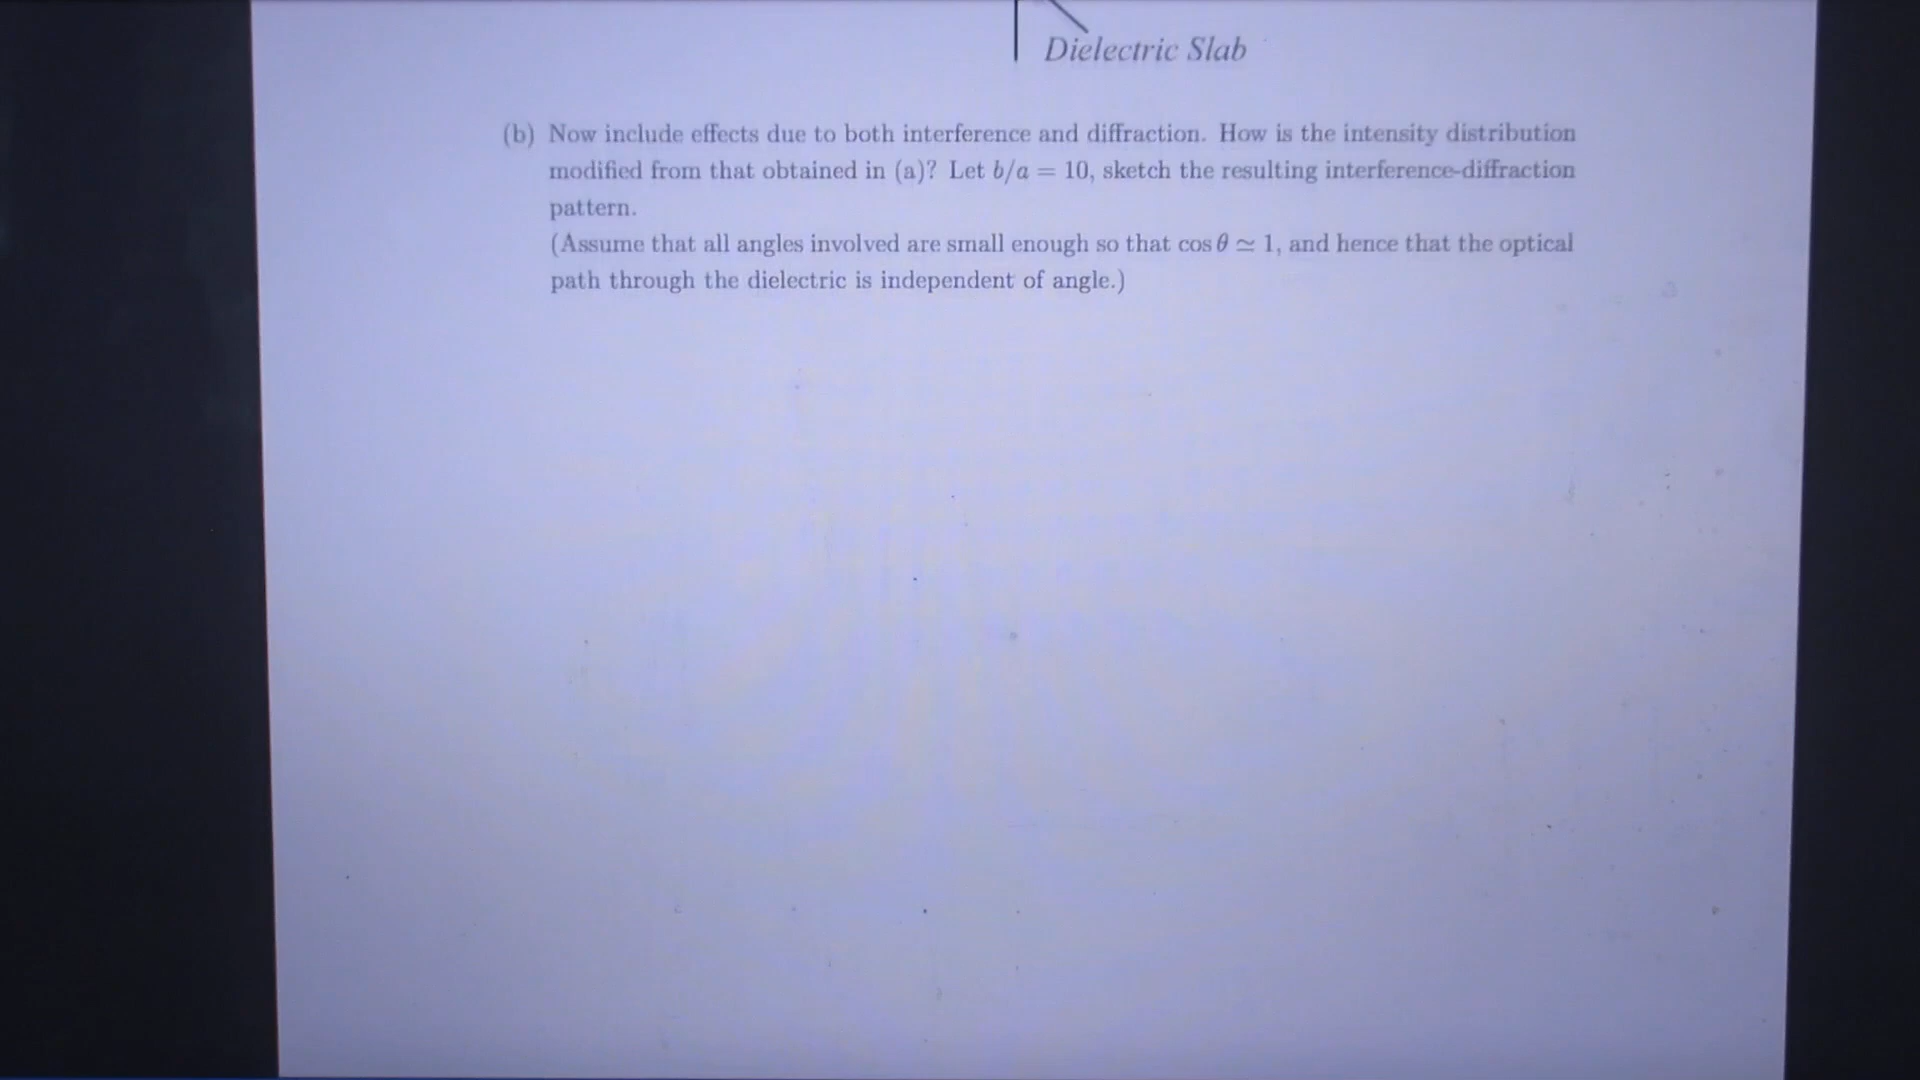 Dielectric Slab
(b) Now include effects due to both interference and diffraction. How is the intensity distribution
modified from that obtained in (a)? Let b/a = 10, sketch the resulting interference-diffraction
pattern.
(Assume that all angles involved are small enough so that cos θ ≃ 1, and hence that the optical
path through the dielectric is independent of angle.)